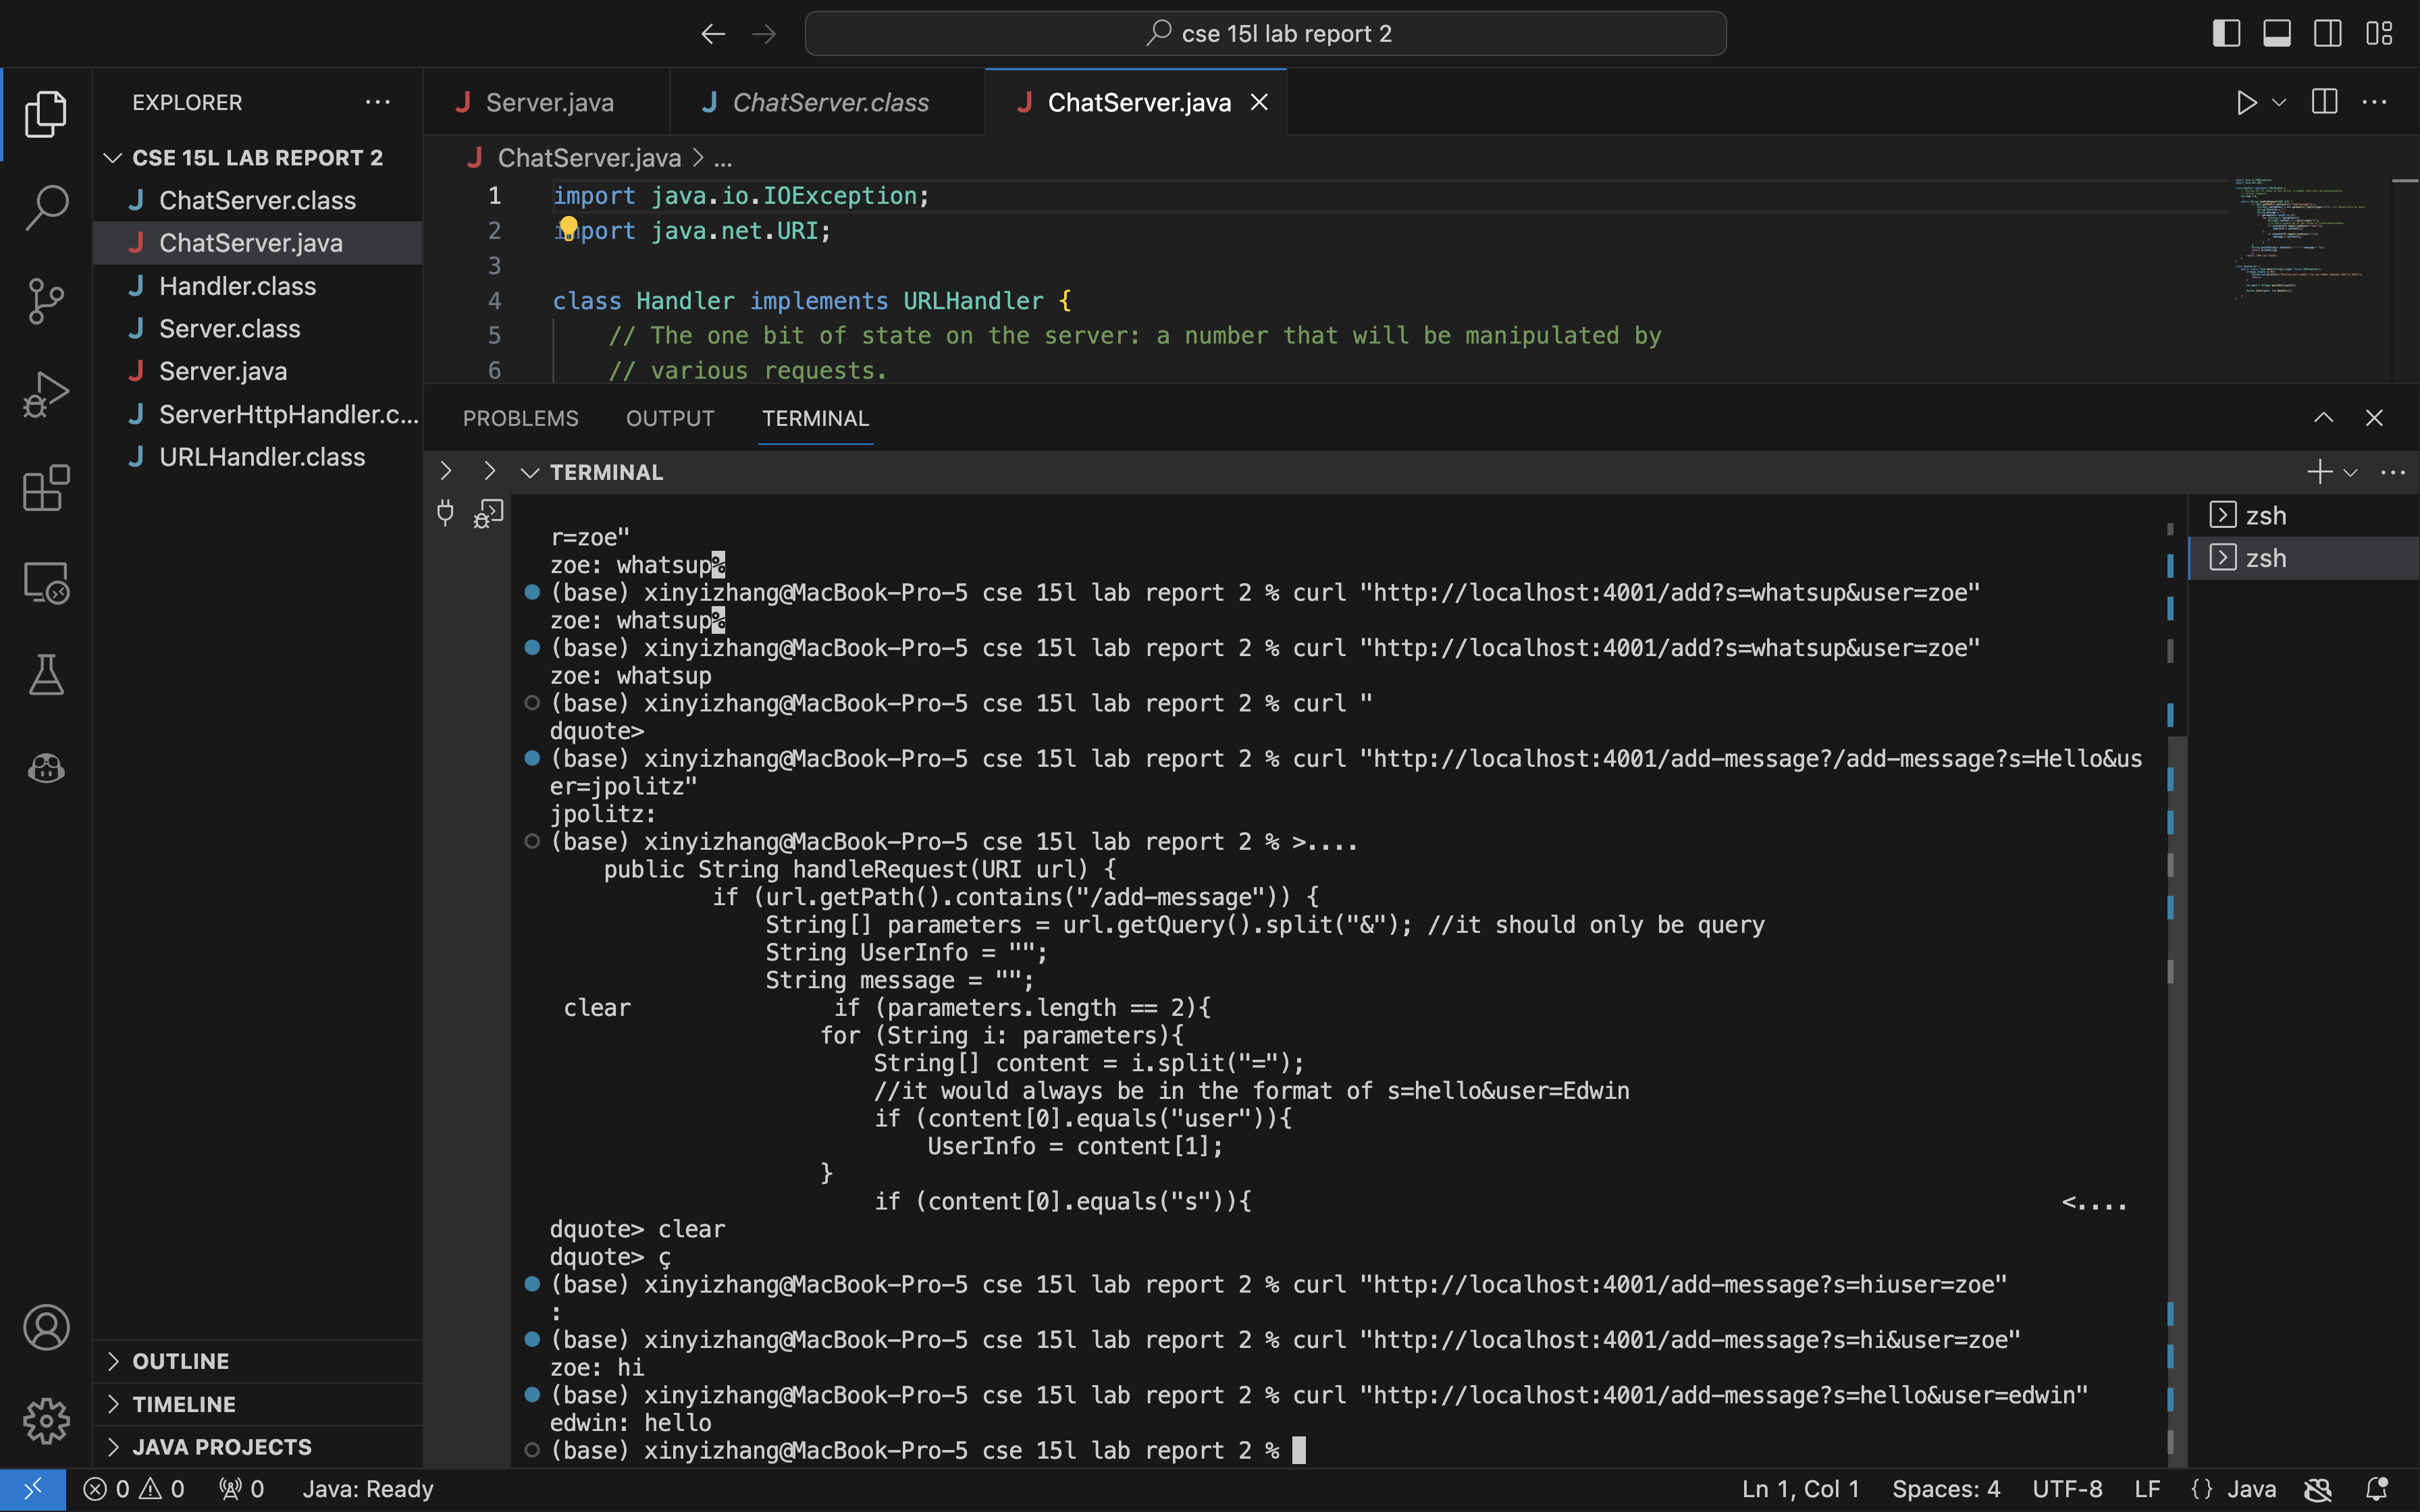 cse 15l lab report 2
EXPLORER
CSE 15L LAB REPORT 2
ChatServer.class
ChatServer.java
Handler.class
Server.class
Server.java
ServerHttpHandler.c...
URLHandler.class
OUTLINE
TIMELINE
JAVA PROJECTS
Server.java
ChatServer.class
ChatServer.java
ChatServer.java > ...
1 import java.io.IOException;
2 import java.net.URI;
3
4 class Handler implements URLHandler {
5 // The one bit of state on the server: a number that will be manipulated by
6 // various requests.
PROBLEMS OUTPUT TERMINAL
TERMINAL
zsh
zsh
r=zoe"
zoe: whatsup%
(base) xinyizhang@MacBook-Pro-5 cse 15l lab report 2 % curl "http://localhost:4001/add?s=whatsup&user=zoe"
zoe: whatsup%
(base) xinyizhang@MacBook-Pro-5 cse 15l lab report 2 % curl "http://localhost:4001/add?s=whatsup&user=zoe"
zoe: whatsup
(base) xinyizhang@MacBook-Pro-5 cse 15l lab report 2 % curl "
dquote>
(base) xinyizhang@MacBook-Pro-5 cse 15l lab report 2 % curl "http://localhost:4001/add-message?/add-message?s=Hello&us
er=jpolitz"
jpolitz:
(base) xinyizhang@MacBook-Pro-5 cse 15l lab report 2 % >....
public String handleRequest(URI url) {
if (url.getPath().contains("/add-message")) {
String[] parameters = url.getQuery().split("&"); //it should only be query
String UserInfo = "";
String message = "";
clear if (parameters.length == 2){
for (String i: parameters){
String[] content = i.split("=");
//it would always be in the format of s=hello&user=Edwin
if (content[0].equals("user")){
UserInfo = content[1];
}
if (content[0].equals("s")){ <....
dquote> clear
dquote> ç
(base) xinyizhang@MacBook-Pro-5 cse 15l lab report 2 % curl "http://localhost:4001/add-message?s=hiuser=zoe"
:
(base) xinyizhang@MacBook-Pro-5 cse 15l lab report 2 % curl "http://localhost:4001/add-message?s=hi&user=zoe"
zoe: hi
(base) xinyizhang@MacBook-Pro-5 cse 15l lab report 2 % curl "http://localhost:4001/add-message?s=hello&user=edwin"
edwin: hello
(base) xinyizhang@MacBook-Pro-5 cse 15l lab report 2 %
0 0 0 Java: Ready Ln 1, Col 1 Spaces: 4 UTF-8 LF {} Java